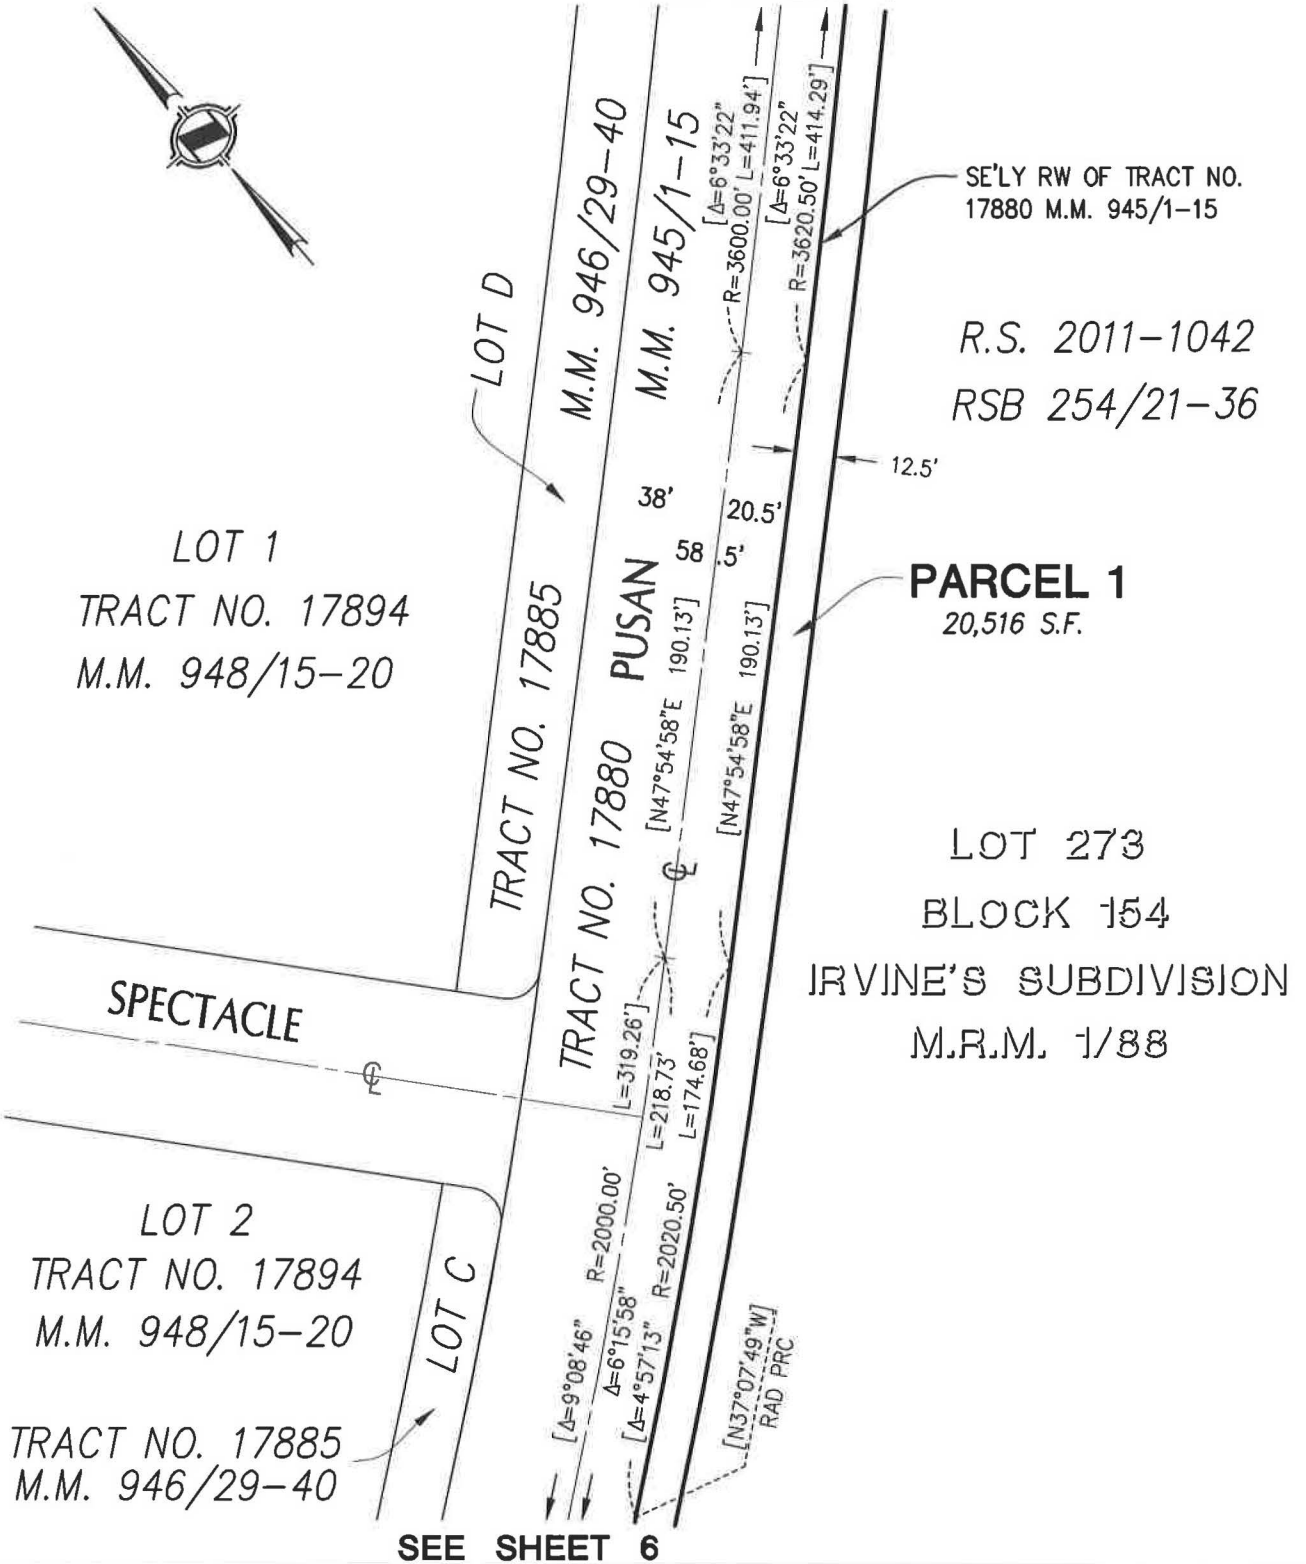 [Δ=6°33'22"
R=3600.00' L=411.94']
[Δ=6°33'22"
R=3620.50' L=414.29']
SE'LY RW OF TRACT NO.
17880 M.M. 945/1-15
M.M. 946/29-40
M.M. 945/1-15
LOT D
R.S. 2011-1042
RSB 254/21-36
12.5'
38'
20.5'
58 .5'
LOT 1
TRACT NO. 17894
M.M. 948/15-20
PARCEL 1
20,516 S.F.
TRACT NO. 17885
TRACT NO. 17880
PUSAN
[N47°54'58"E 190.13']
[N47°54'58"E 190.13']
℄
LOT 273
BLOCK 154
IRVINE'S SUBDIVISION
M.R.M. 1/88
SPECTACLE
℄
L=319.26']
L=218.73'
L=174.68']
R=2000.00'
R=2020.50'
[Δ=9°08'46"
Δ=6°15'58"
[Δ=4°57'13"
[N37°07'49"W]
RAD PRC
LOT 2
TRACT NO. 17894
M.M. 948/15-20
LOT C
TRACT NO. 17885
M.M. 946/29-40
SEE SHEET 6